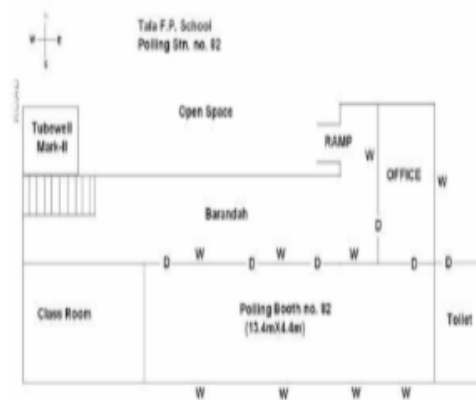 Tala F.P. School
Polling Stn. no. 82
W E
S
ROAD
Open Space
Tubewell
Mark-II
RAMP
W
OFFICE
W
Barandah
D
D W D W D W D D
Class Room
Polling Booth no. 82
(13.4mX4.4m)
Toilet
W W W W